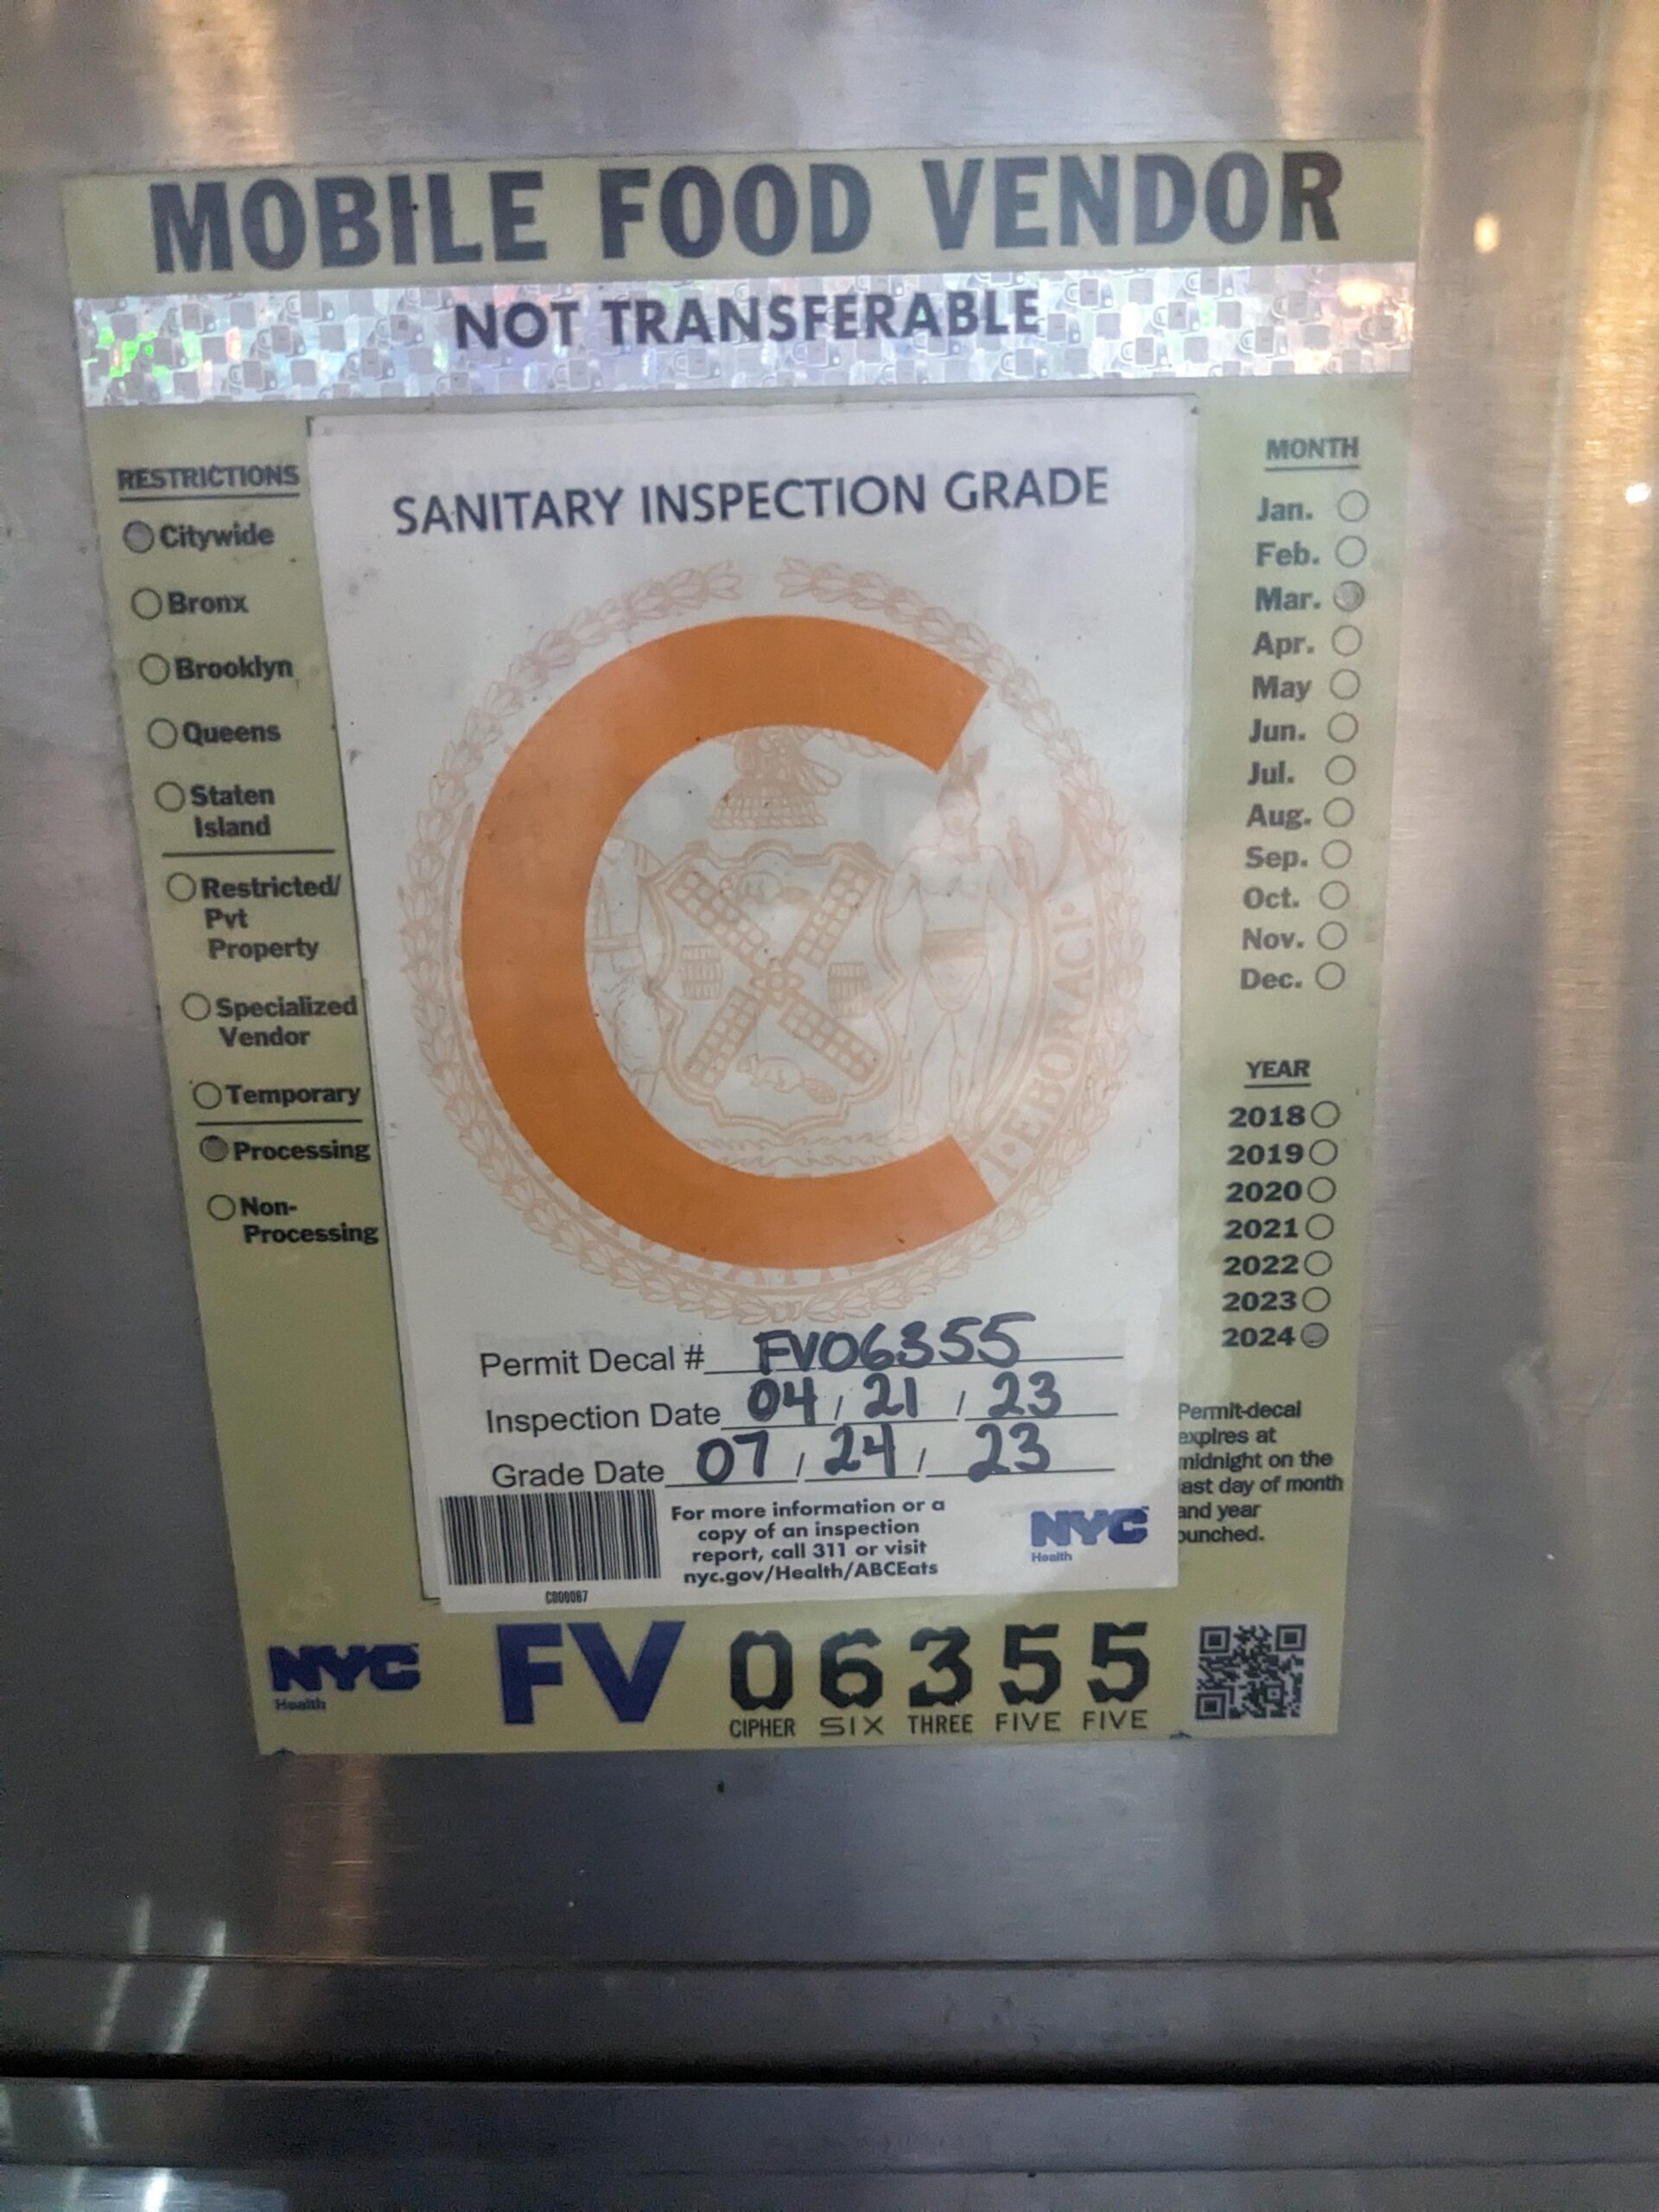 MOBILE FOOD VENDOR
NOT TRANSFERABLE
RESTRICTIONS
Citywide
Bronx
Brooklyn
Queens
Staten
Island
Restricted/
Pvt
Property
Specialized
Vendor
Temporary
Processing
Non-
Processing
SANITARY INSPECTION GRADE
C
I·EBORACI·
Permit Decal # FV06355
Inspection Date 04 / 21 / 23
Grade Date 07 / 24 / 23
C000067
For more information or a
copy of an inspection
report, call 311 or visit
nyc.gov/Health/ABCEats
NYC
Health
MONTH
Jan.
Feb.
Mar.
Apr.
May
Jun.
Jul.
Aug.
Sep.
Oct.
Nov.
Dec.
YEAR
2018
2019
2020
2021
2022
2023
2024
Permit-decal
expires at
midnight on the
last day of month
and year
punched.
NYC
Health
FV 06355
CIPHER SIX THREE FIVE FIVE